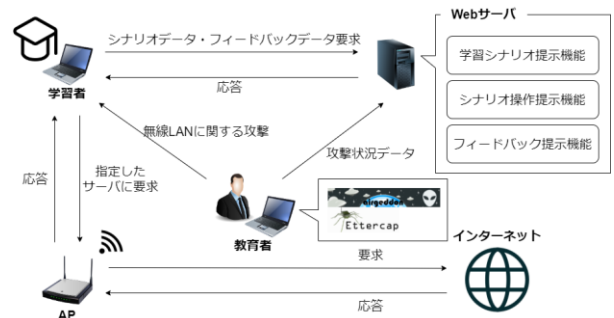 Webサーバ
シナリオデータ・フィードバックデータ要求
学習シナリオ提示機能
応答
学習者
シナリオ操作提示機能
無線LANに関する攻撃
フィードバック提示機能
攻撃状況データ
応答
指定した
サーバに要求
airgeddon
Ettercap
教育者
インターネット
要求
応答
AP